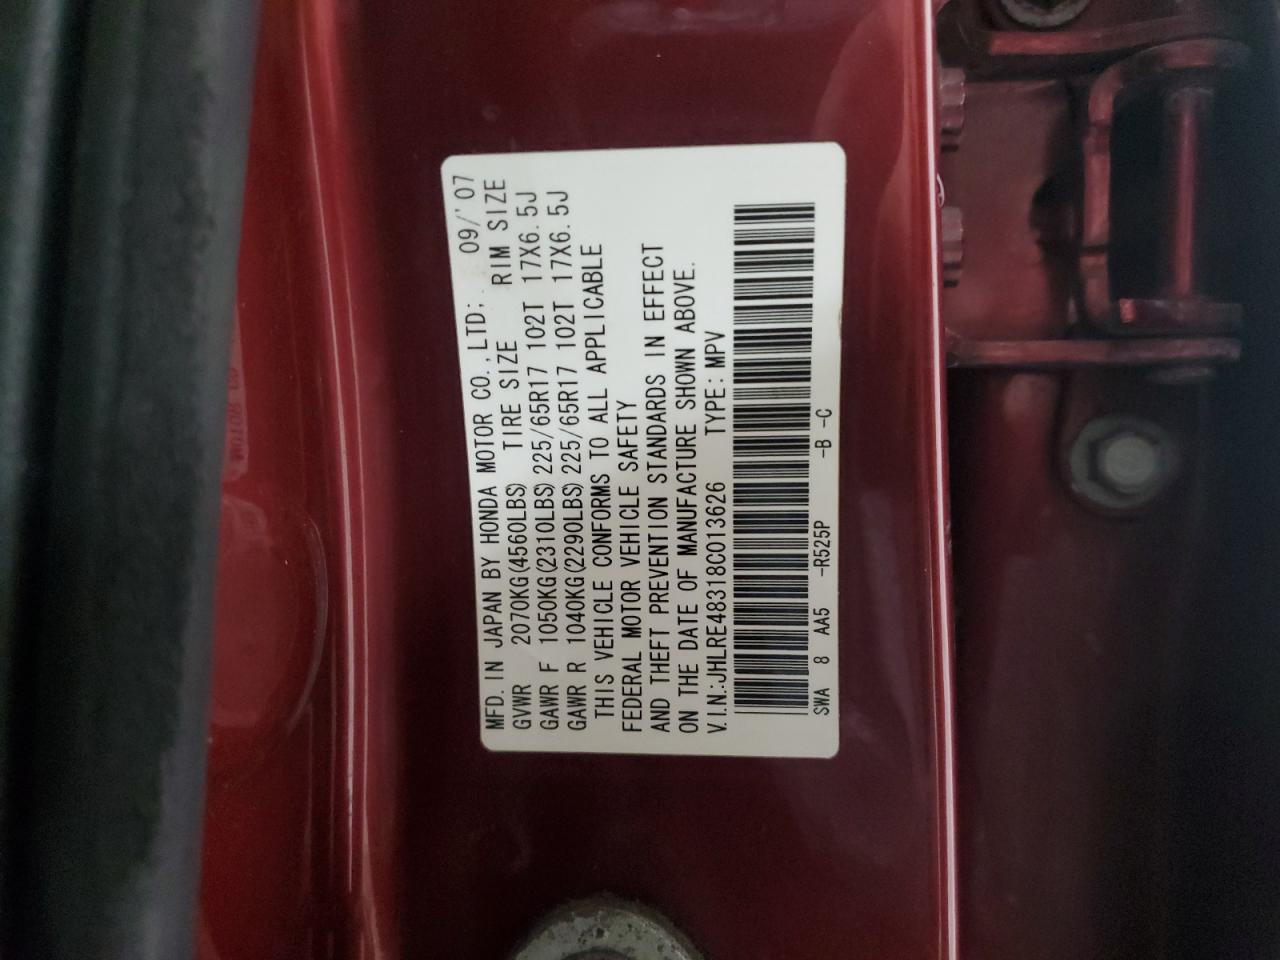 MFD. IN JAPAN BY HONDA MOTOR CO., LTD; 09/'07
GVWR 2070KG(4560LBS) TIRE SIZE RIM SIZE
GAWR F 1050KG(2310LBS) 225/65R17 102T 17X6.5J
GAWR R 1040KG(2290LBS) 225/65R17 102T 17X6.5J
THIS VEHICLE CONFORMS TO ALL APPLICABLE
FEDERAL MOTOR VEHICLE SAFETY
AND THEFT PREVENTION STANDARDS IN EFFECT
ON THE DATE OF MANUFACTURE SHOWN ABOVE.
V.I.N.:JHLRE48318C013626 TYPE: MPV
SWA 8 AA5 -R525P -B -C